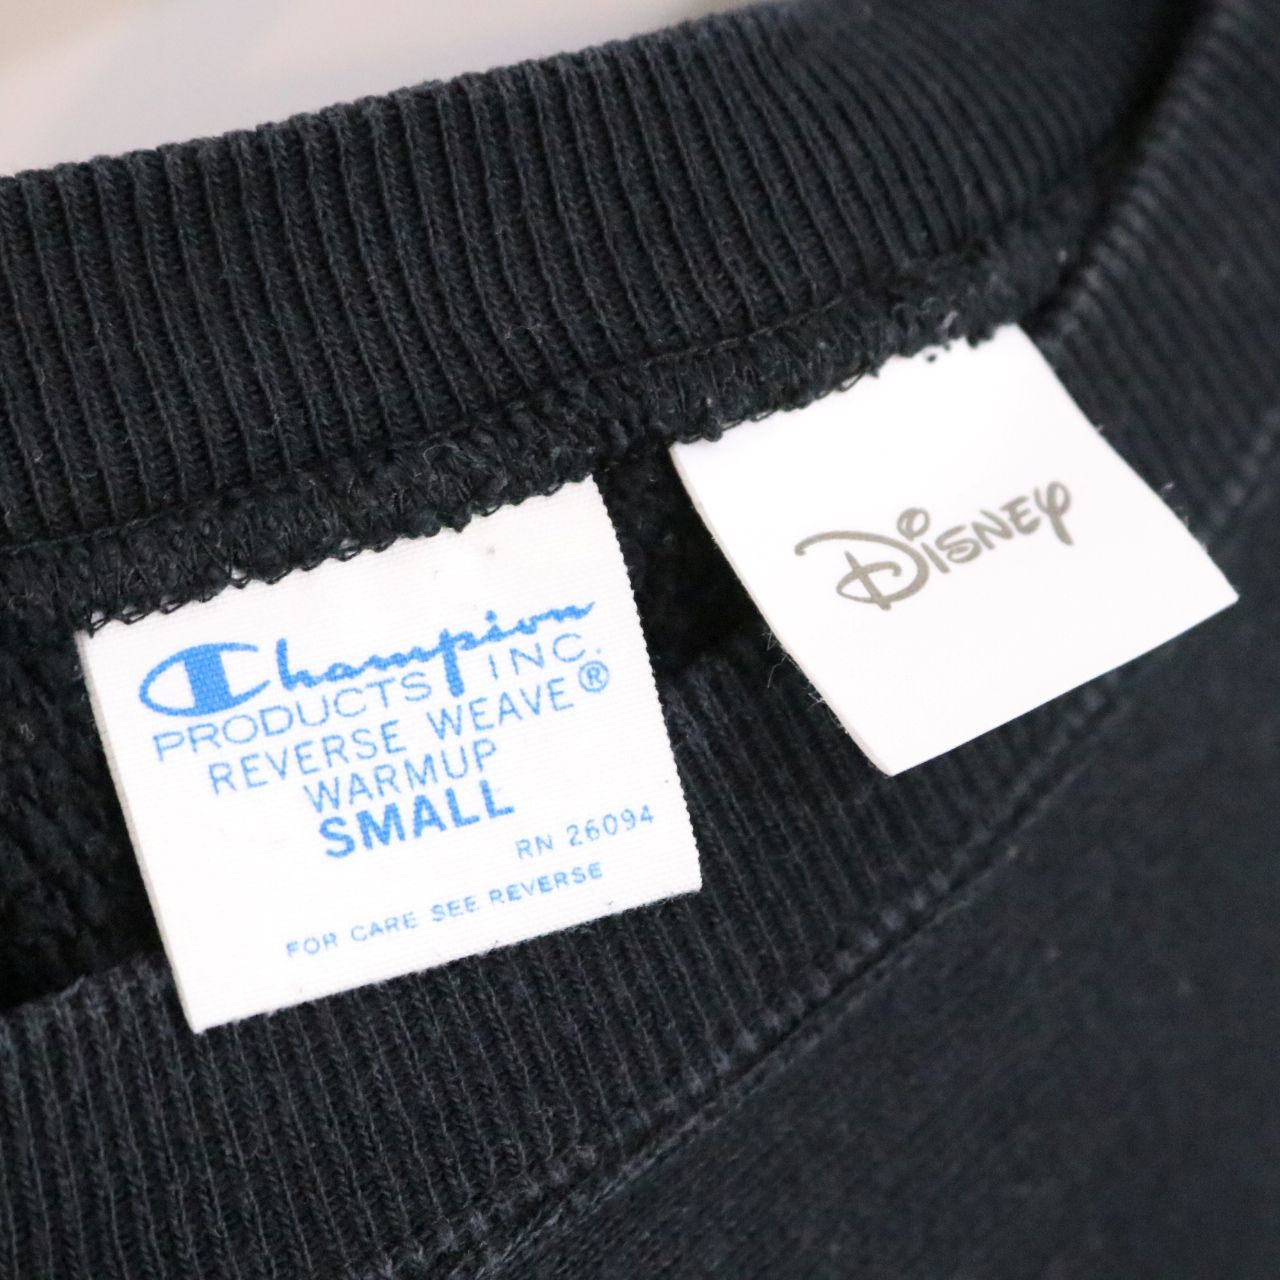 Champion
PRODUCTS INC.
REVERSE WEAVE®
WARMUP
SMALL
RN 26094
FOR CARE SEE REVERSE
Disney